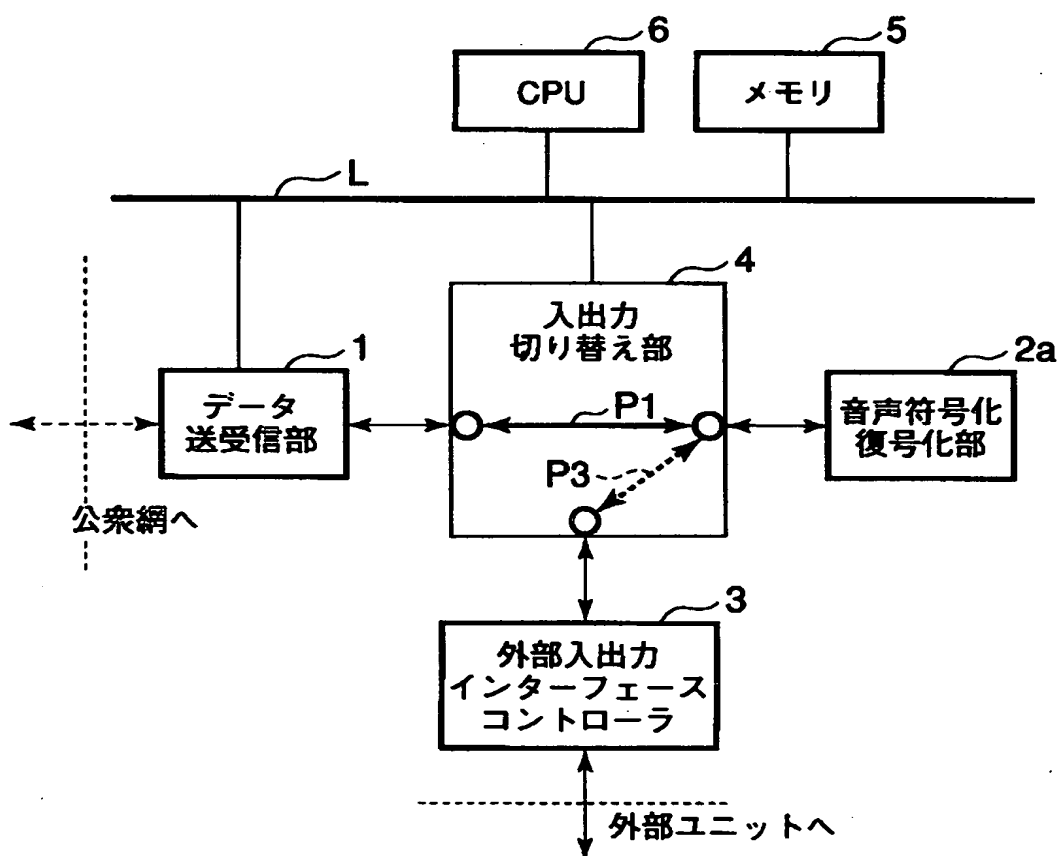 6
5
CPU
メモリ
L
4
入出力
切り替え部
1
2a
データ
送受信部
P1
音声符号化
復号化部
P3
公衆網へ
3
外部入出力
インターフェース
コントローラ
外部ユニットへ